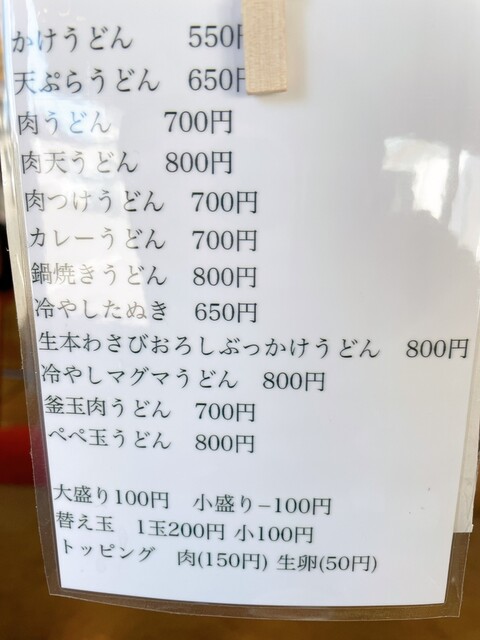 かけうどん 550円
天ぷらうどん 650円
肉うどん 700円
肉天うどん 800円
肉つけうどん 700円
カレーうどん 700円
鍋焼きうどん 800円
冷やしたぬき 650円
生本わさびおろしぶっかけうどん 800円
冷やしマグマうどん 800円
釜玉肉うどん 700円
ペペ玉うどん 800円
大盛り100円 小盛り−100円
替え玉 1玉200円 小100円
トッピング 肉(150円) 生卵(50円)